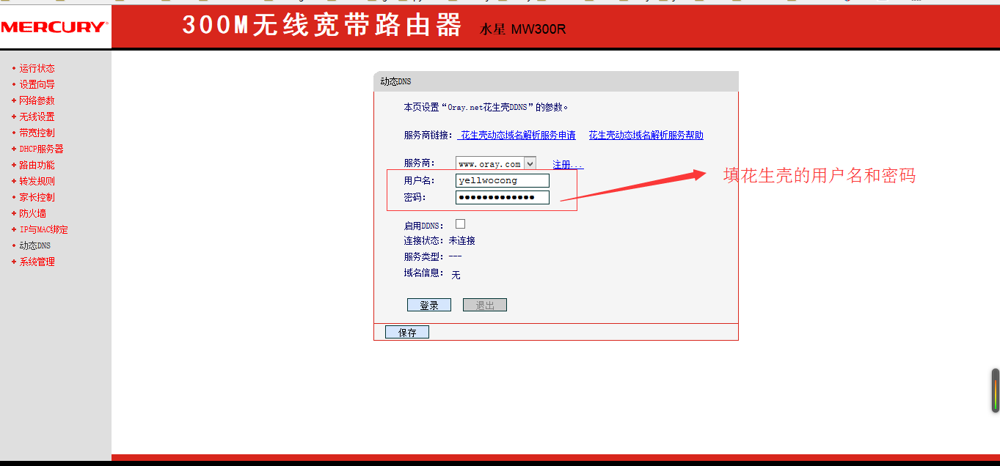 MERCURY
300M无线宽带路由器 水星 MW300R
运行状态
设置向导
网络参数
无线设置
带宽控制
DHCP服务器
路由功能
转发规则
家长控制
防火墙
IP与MAC绑定
动态DNS
系统管理
动态DNS
本页设置“Oray.net花生壳DDNS”的参数。
服务商链接: 花生壳动态域名解析服务申请 花生壳动态域名解析服务帮助
服务商: www.oray.com 注册...
用户名: yellwocong
密码: ●●●●●●●●●●●●●
填花生壳的用户名和密码
启用DDNS:
连接状态: 未连接
服务类型: ---
域名信息: 无
登录 退出
保存